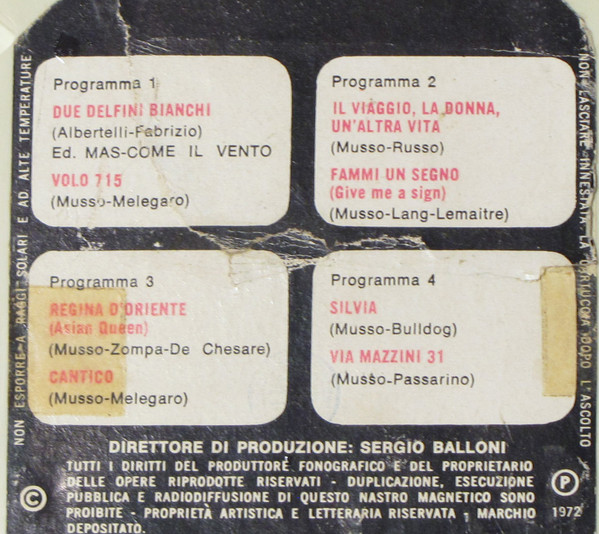 Programma 1
DUE DELFINI BIANCHI
(Albertelli-Fabrizio)
Ed. MAS-COME IL VENTO
VOLO 715
(Musso-Melegaro)
Programma 2
IL VIAGGIO, LA DONNA,
UN'ALTRA VITA
(Musso-Russo)
FAMMI UN SEGNO
(Give me a sign)
(Musso-Lang-Lemaitre)
Programma 3
REGINA D'ORIENTE
(Asian Queen)
(Musso-Zompa-De Chesare)
CANTICO
(Musso-Melegaro)
Programma 4
SILVIA
(Musso-Bulldog)
VIA MAZZINI 31
(Musso-Passarino)
NON ESPORRE A RAGGI SOLARI E AD ALTE TEMPERATURE
NON LASCIARE INNESTATA LA CARTUCCIA DOPO L'ASCOLTO
DIRETTORE DI PRODUZIONE: SERGIO BALLONI
TUTTI I DIRITTI DEL PRODUTTORE FONOGRAFICO E DEL PROPRIETARIO
DELLE OPERE RIPRODOTTE RISERVATI - DUPLICAZIONE, ESECUZIONE
PUBBLICA E RADIODIFFUSIONE DI QUESTO NASTRO MAGNETICO SONO
PROIBITE - PROPRIETÀ ARTISTICA E LETTERARIA RISERVATA - MARCHIO
DEPOSITATO.
©
℗
1972